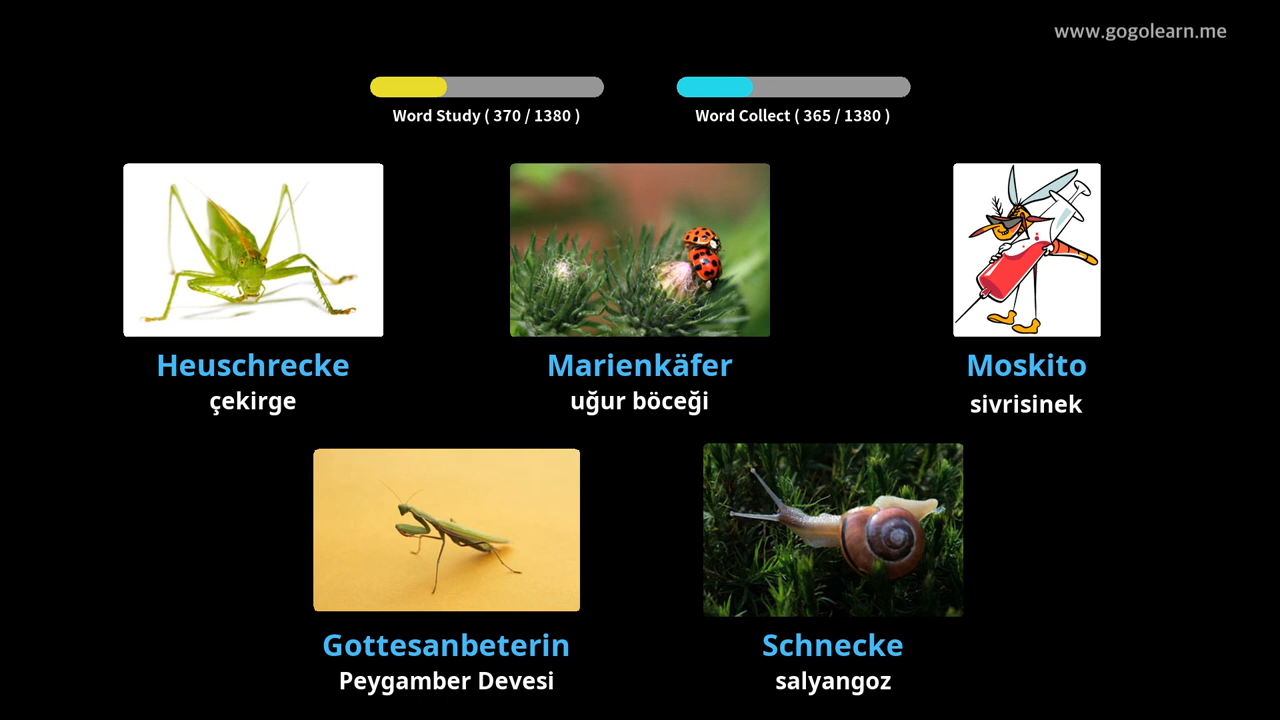 www.gogolearn.me
Word Study ( 370 / 1380 )
Word Collect ( 365 / 1380 )
Heuschrecke
çekirge
Marienkäfer
uğur böceği
Moskito
sivrisinek
Gottesanbeterin
Peygamber Devesi
Schnecke
salyangoz